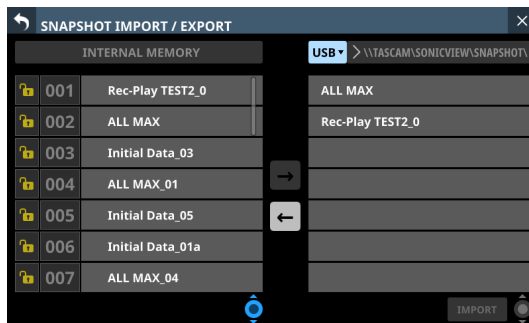 SNAPSHOT IMPORT / EXPORT
INTERNAL MEMORY
USB \\TASCAM\SONICVIEW\SNAPSHOT\
001 Rec-Play TEST2_0
002 ALL MAX
003 Initial Data_03
004 ALL MAX_01
005 Initial Data_05
006 Initial Data_01a
007 ALL MAX_04
ALL MAX
Rec-Play TEST2_0
IMPORT